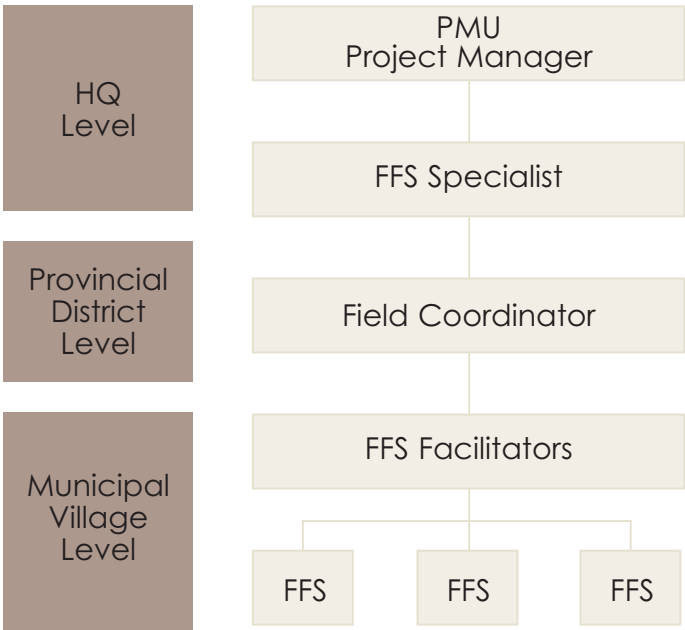 HQ
Level
PMU
Project Manager
FFS Specialist
Provincial
District
Level
Field Coordinator
Municipal
Village
Level
FFS Facilitators
FFS
FFS
FFS